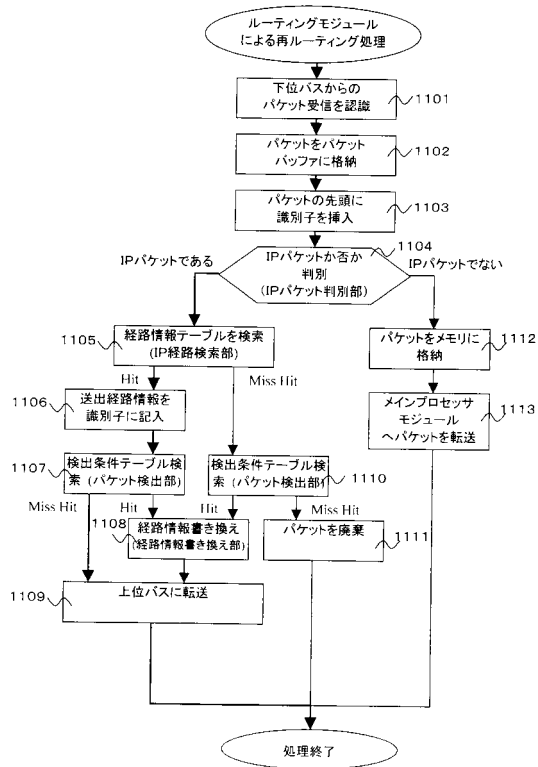 ルーティングモジュール
による再ルーティング処理
下位バスからの
パケット受信を認識
1101
パケットをパケット
バッファに格納
1102
パケットの先頭に
識別子を挿入
1103
1104
IPパケットか否か
判別
(IPパケット判別部)
IPパケットである
IPパケットでない
1105
経路情報テーブルを検索
(IP経路検索部)
パケットをメモリに
格納
1112
Hit
Miss Hit
1106
送出経路情報を
識別子に記入
メインプロセッサ
モジュール
へパケットを転送
1113
1107
検出条件テーブル検
索 (パケット検出部)
検出条件テーブル検
索 (パケット検出部)
1110
Miss Hit
Hit
Hit
Miss Hit
1108
経路情報書き換え
(経路情報書き換え部)
パケットを廃棄
1111
1109
上位バスに転送
処理終了